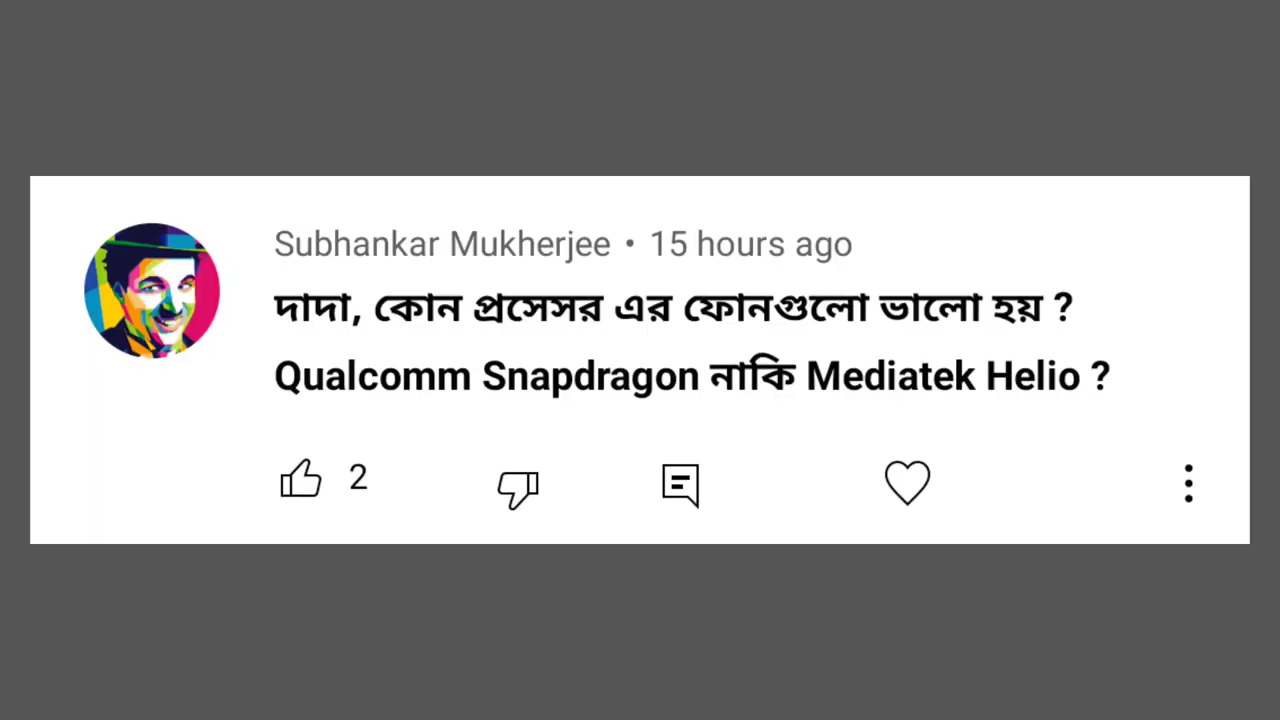 Subhankar Mukherjee • 15 hours ago
দাদা, কোন প্রসেসর এর ফোনগুলো ভালো হয় ?
Qualcomm Snapdragon নাকি Mediatek Helio ?
2